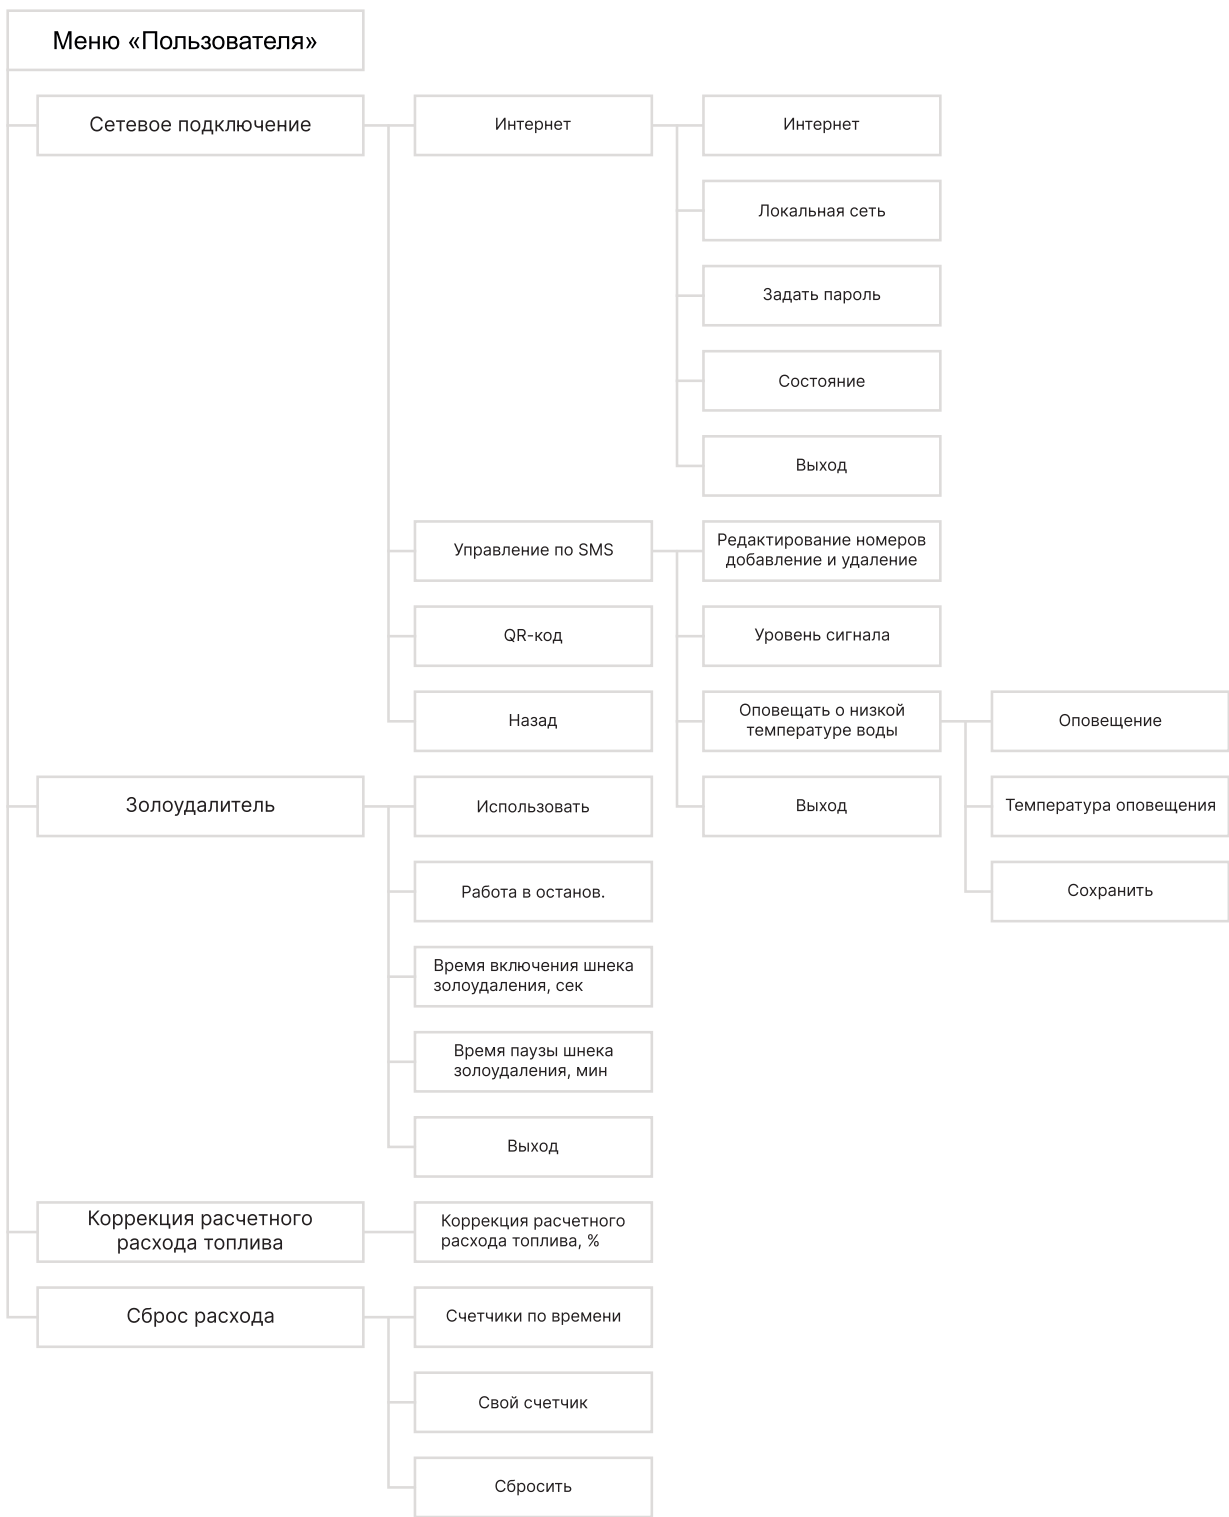 Меню «Пользователя»
Сетевое подключение
Интернет
Интернет
Локальная сеть
Задать пароль
Состояние
Выход
Управление по SMS
Редактирование номеров
добавление и удаление
Уровень сигнала
QR-код
Оповещать о низкой
температуре воды
Оповещение
Назад
Температура оповещения
Выход
Сохранить
Золоудалитель
Использовать
Работа в останов.
Время включения шнека
золоудаления, сек
Время паузы шнека
золоудаления, мин
Выход
Коррекция расчетного
расхода топлива
Коррекция расчетного
расхода топлива, %
Сброс расхода
Счетчики по времени
Свой счетчик
Сбросить